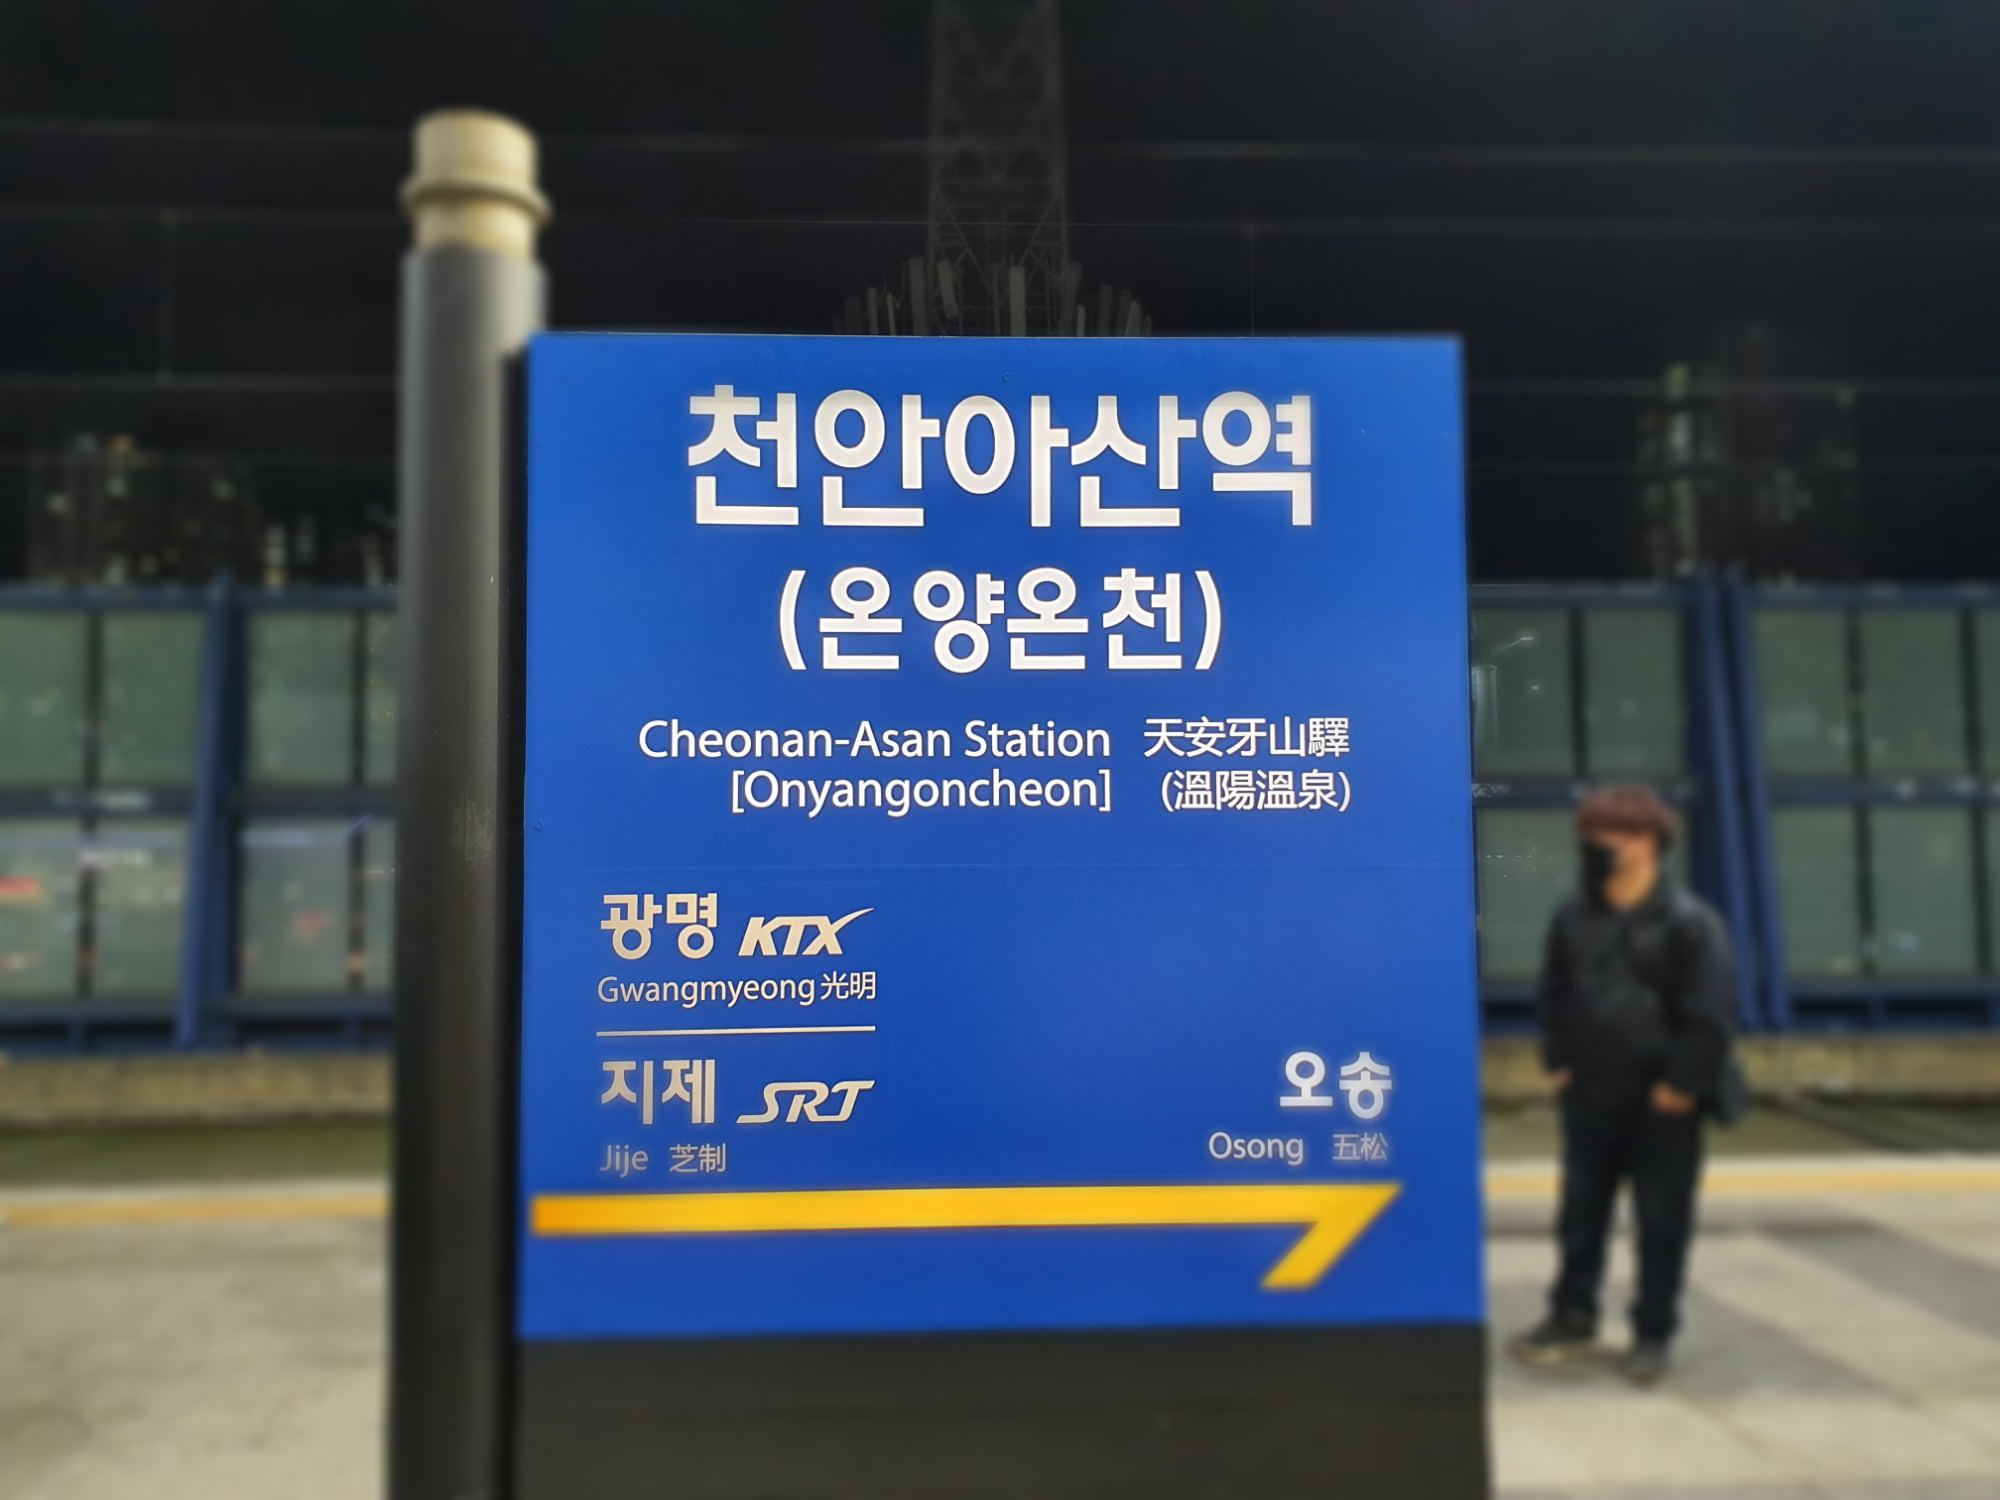 천안아산역
(온양온천)
Cheonan-Asan Station 天安牙山驛
[Onyangoncheon] (溫陽溫泉)
광명 KTX
Gwangmyeong 光明
지제 SRT
Jije 芝制
오송
Osong 五松